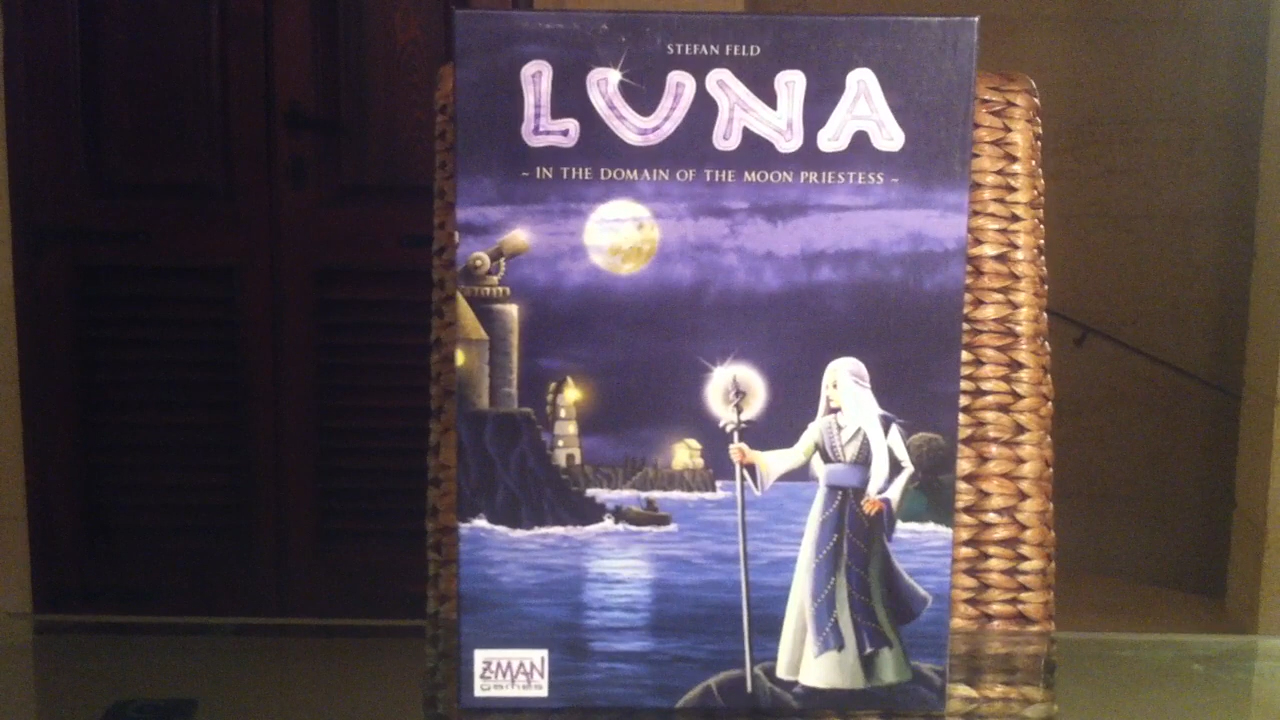 STEFAN FELD
LUNA
~ IN THE DOMAIN OF THE MOON PRIESTESS ~
Z-MAN
games